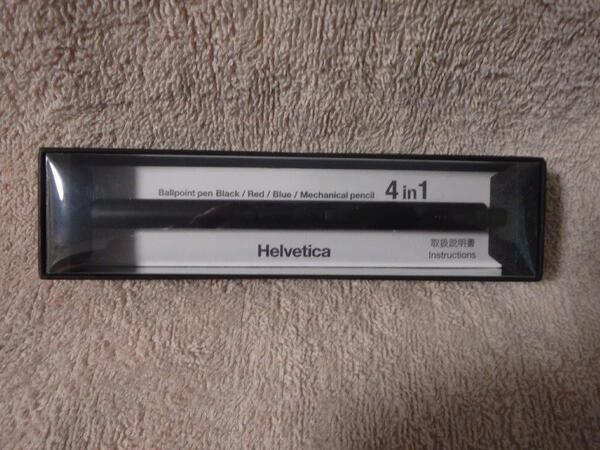 Ballpoint pen Black / Red / Blue / Mechanical pencil 4 in 1
Helvetica
取扱説明書
Instructions